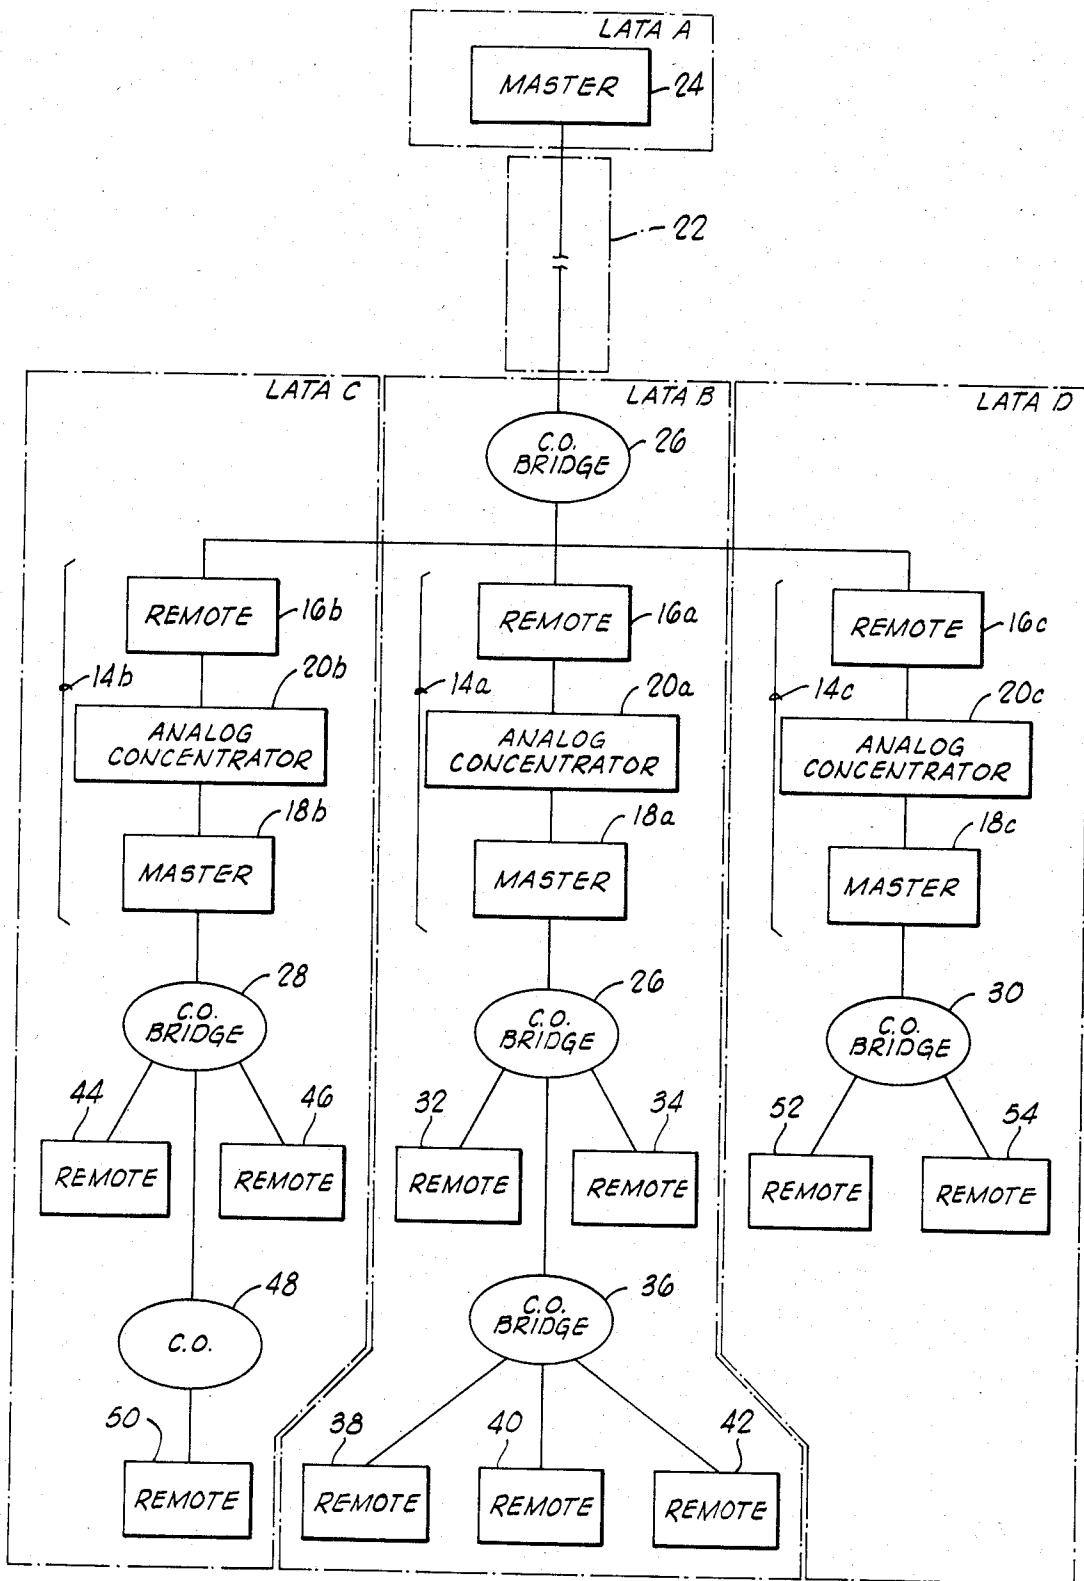 LATA A
MASTER
24
22
LATA C
LATA B
LATA D
C.O.
BRIDGE
26
REMOTE
16b
REMOTE
16a
REMOTE
16c
14b
20b
14a
20a
14c
20c
ANALOG
CONCENTRATOR
ANALOG
CONCENTRATOR
ANALOG
CONCENTRATOR
18b
18a
18c
MASTER
MASTER
MASTER
28
26
30
C.O.
BRIDGE
C.O.
BRIDGE
C.O.
BRIDGE
44
46
32
34
52
54
REMOTE
REMOTE
REMOTE
REMOTE
REMOTE
REMOTE
48
36
C.O.
C.O.
BRIDGE
50
38
40
42
REMOTE
REMOTE
REMOTE
REMOTE